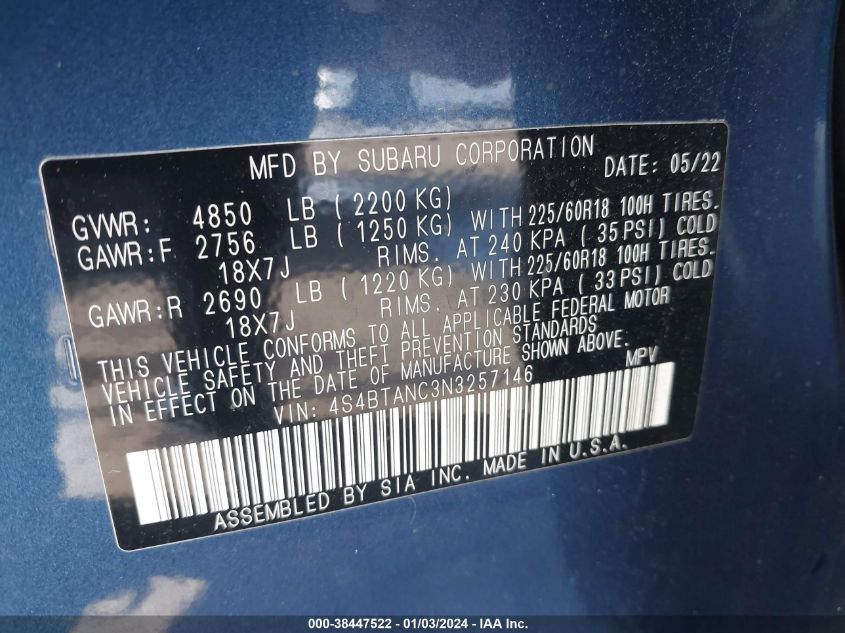 MFD BY SUBARU CORPORATION DATE: 05/22
GVWR: 4850 LB ( 2200 KG)
GAWR:F 2756 LB ( 1250 KG) WITH 225/60R18 100H TIRES.
18X7J RIMS. AT 240 KPA ( 35 PSI) COLD
GAWR:R 2690 LB ( 1220 KG) WITH 225/60R18 100H TIRES.
18X7J RIMS. AT 230 KPA ( 33 PSI) COLD
THIS VEHICLE CONFORMS TO ALL APPLICABLE FEDERAL MOTOR
VEHICLE SAFETY AND THEFT PREVENTION STANDARDS
IN EFFECT ON THE DATE OF MANUFACTURE SHOWN ABOVE.
VIN: 4S4BTANC3N3257146 MPV
ASSEMBLED BY SIA INC. MADE IN U.S.A.
000-38447522 - 01/03/2024 - IAA Inc.